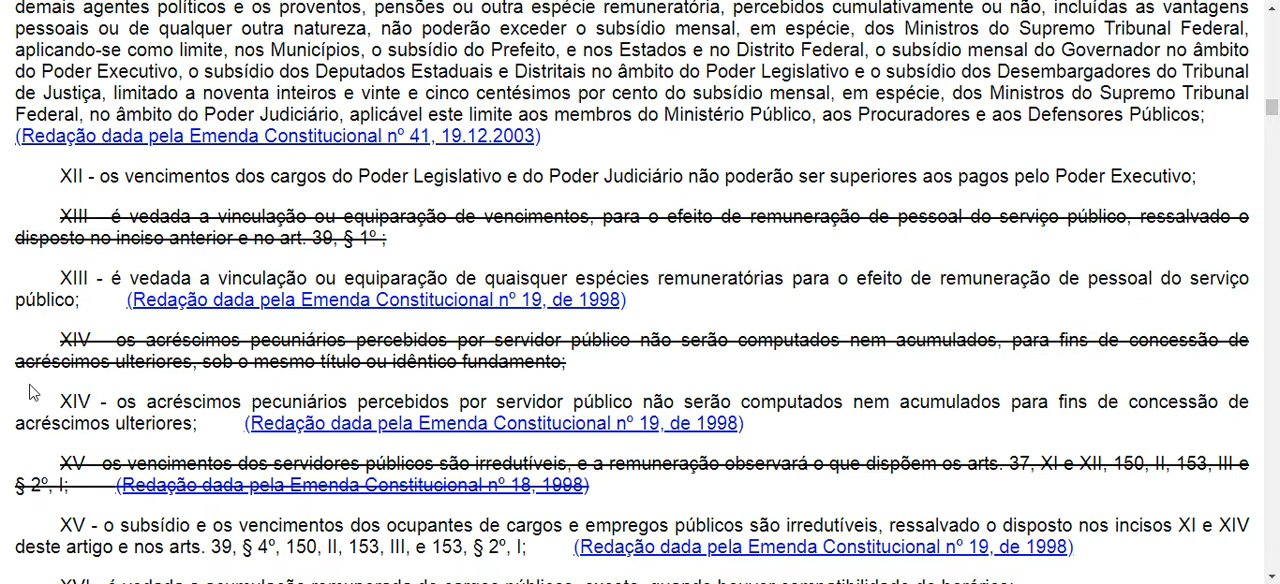 demais agentes políticos e os proventos, pensões ou outra espécie remuneratória, percebidos cumulativamente ou não, incluídas as vantagens
pessoais ou de qualquer outra natureza, não poderão exceder o subsídio mensal, em espécie, dos Ministros do Supremo Tribunal Federal,
aplicando-se como limite, nos Municípios, o subsídio do Prefeito, e nos Estados e no Distrito Federal, o subsídio mensal do Governador no âmbito
do Poder Executivo, o subsídio dos Deputados Estaduais e Distritais no âmbito do Poder Legislativo e o subsídio dos Desembargadores do Tribunal
de Justiça, limitado a noventa inteiros e vinte e cinco centésimos por cento do subsídio mensal, em espécie, dos Ministros do Supremo Tribunal
Federal, no âmbito do Poder Judiciário, aplicável este limite aos membros do Ministério Público, aos Procuradores e aos Defensores Públicos;
(Redação dada pela Emenda Constitucional nº 41, 19.12.2003)
XII - os vencimentos dos cargos do Poder Legislativo e do Poder Judiciário não poderão ser superiores aos pagos pelo Poder Executivo;
XIII - é vedada a vinculação ou equiparação de vencimentos, para o efeito de remuneração de pessoal do serviço público, ressalvado o
disposto no inciso anterior e no art. 39, § 1º ;
XIII - é vedada a vinculação ou equiparação de quaisquer espécies remuneratórias para o efeito de remuneração de pessoal do serviço
público; (Redação dada pela Emenda Constitucional nº 19, de 1998)
XIV - os acréscimos pecuniários percebidos por servidor público não serão computados nem acumulados, para fins de concessão de
acréscimos ulteriores, sob o mesmo título ou idêntico fundamento;
XIV - os acréscimos pecuniários percebidos por servidor público não serão computados nem acumulados para fins de concessão de
acréscimos ulteriores; (Redação dada pela Emenda Constitucional nº 19, de 1998)
XV - os vencimentos dos servidores públicos são irredutíveis, e a remuneração observará o que dispõem os arts. 37, XI e XII, 150, II, 153, III e
§ 2º, I; (Redação dada pela Emenda Constitucional nº 18, 1998)
XV - o subsídio e os vencimentos dos ocupantes de cargos e empregos públicos são irredutíveis, ressalvado o disposto nos incisos XI e XIV
deste artigo e nos arts. 39, § 4º, 150, II, 153, III, e 153, § 2º, I; (Redação dada pela Emenda Constitucional nº 19, de 1998)
XVI - é vedada a acumulação remunerada de cargos públicos, exceto, quando houver compatibilidade de horários: